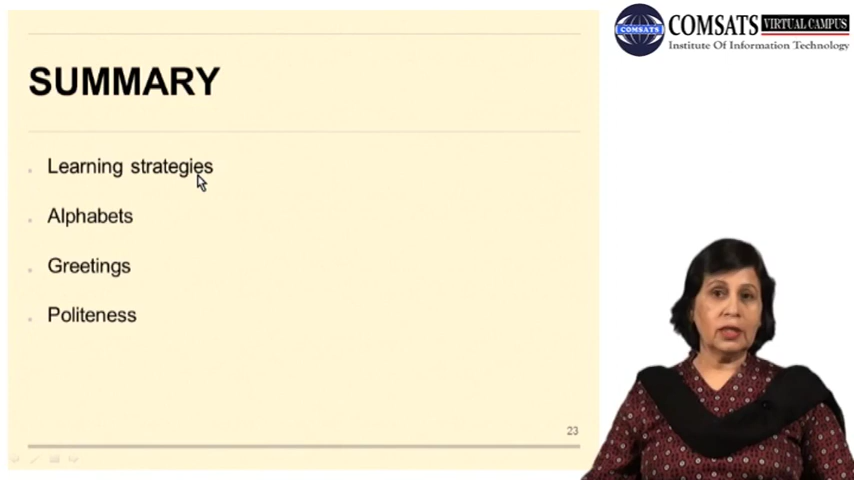 COMSATS VIRTUAL CAMPUS
COMSATS
Institute Of Information Technology
SUMMARY
Learning strategies
Alphabets
Greetings
Politeness
23